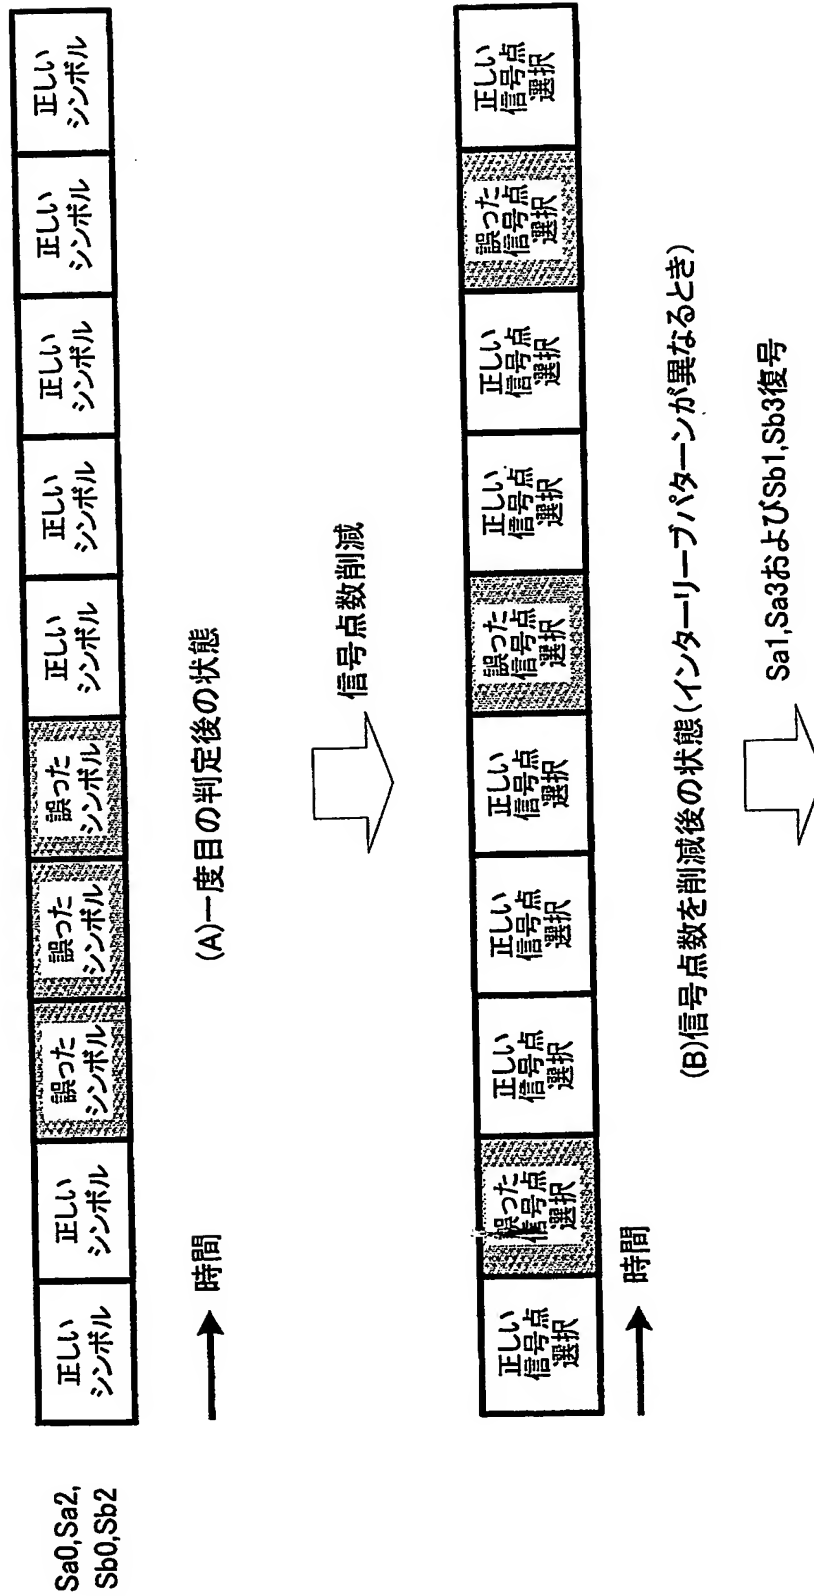 Sa0,Sa2,
Sb0,Sb2
正しい
シンボル
正しい
シンボル
誤った
シンボル
誤った
シンボル
誤った
シンボル
正しい
シンボル
正しい
シンボル
正しい
シンボル
正しい
シンボル
正しい
シンボル
時間
(A)一度目の判定後の状態
信号点数削減
正しい
信号点
選択
誤った
信号点
選択
正しい
信号点
選択
正しい
信号点
選択
正しい
信号点
選択
誤った
信号点
選択
正しい
信号点
選択
正しい
信号点
選択
誤った
信号点
選択
正しい
信号点
選択
時間
(B)信号点数を削減後の状態(インターリーブパターンが異なるとき)
Sa1,Sa3およびSb1,Sb3復号